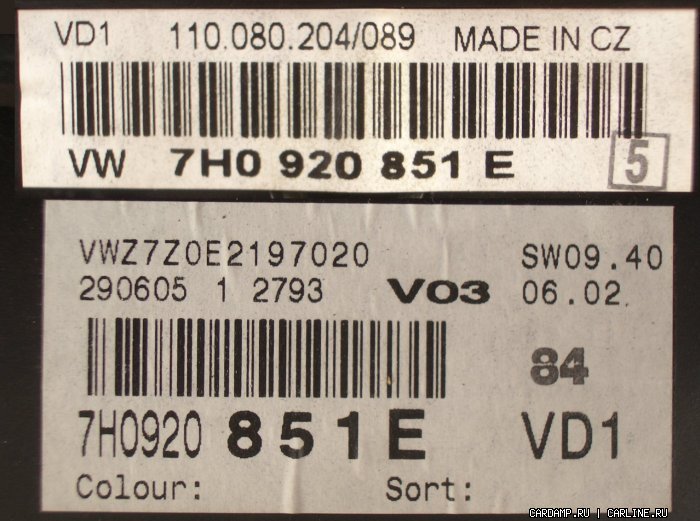 VD1 110.080.204/089 MADE IN CZ
VW 7H0 920 851 E 5
VWZ7Z0E2197020 SW09.40
290605 1 2793 V03 06.02
84
7H0920 851E VD1
Colour: Sort:
CARDAMP.RU | CARLINE.RU